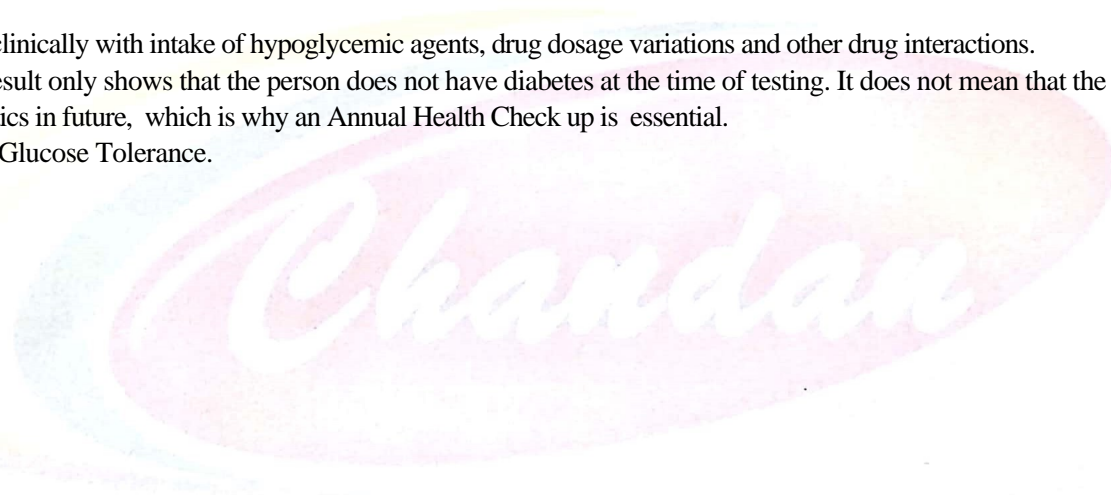 clinically with intake of hypoglycemic agents, drug dosage variations and other drug interactions.
esult only shows that the person does not have diabetes at the time of testing. It does not mean that the
ics in future, which is why an Annual Health Check up is essential.
Glucose Tolerance.
Chandan